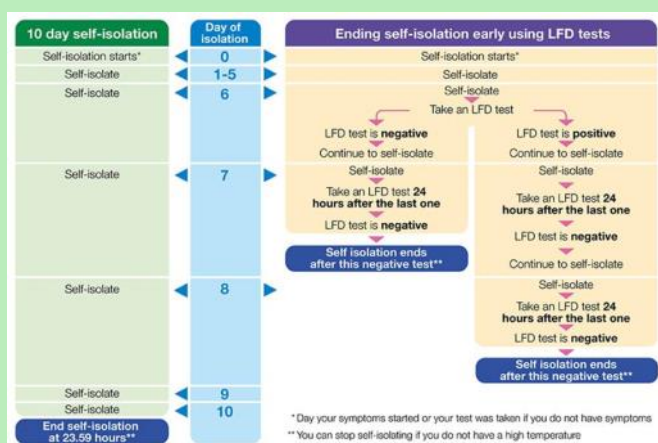 10 day self-isolation
Day of
isolation
Ending self-isolation early using LFD tests
Self-isolation starts*
0
Self-isolation starts*
Self-isolate
1-5
Self-isolate
Self-isolate
6
Self-isolate
Take an LFD test
LFD test is negative
LFD test is positive
Continue to self-isolate
Continue to self-isolate
Self-isolate
7
Self-isolate
Self-isolate
Take an LFD test 24
hours after the last one
Take an LFD test 24
hours after the last one
LFD test is negative
LFD test is negative
Self isolation ends
after this negative test**
Continue to self-isolate
Self-isolate
8
Self-isolate
Take an LFD test 24
hours after the last one
LFD test is negative
Self isolation ends
after this negative test**
Self-isolate
9
Self-isolate
10
End self-isolation
at 23.59 hours**
* Day your symptoms started or your test was taken if you do not have symptoms
** You can stop self-isolating if you do not have a high temperature